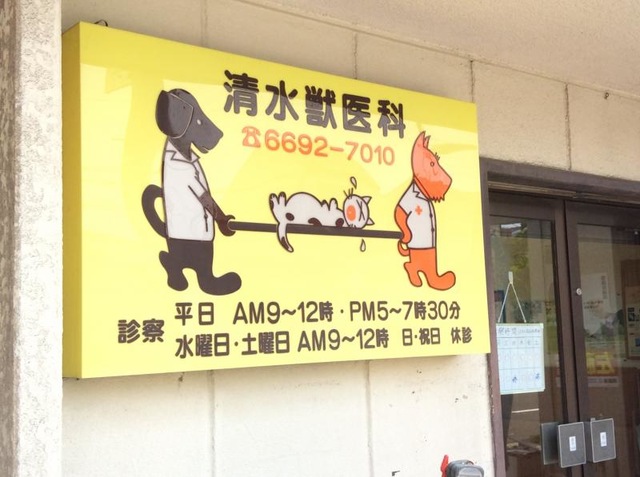 清水獣医科
☎6692-7010
診察 平日 AM9〜12時・PM5〜7時30分
水曜日・土曜日 AM9〜12時 日・祝日 休診